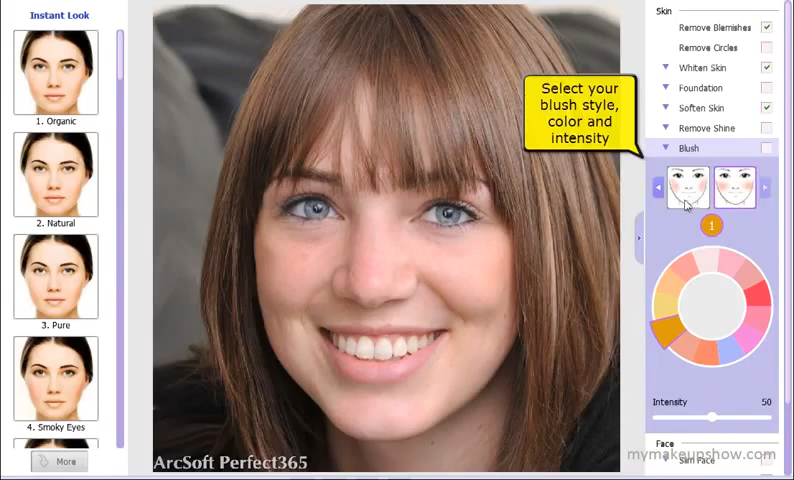 Instant Look
1. Organic
2. Natural
3. Pure
4. Smoky Eyes
More
ArcSoft Perfect365
Select your
blush style,
color and
intensity
Skin
Remove Blemishes
Remove Circles
Whiten Skin
Foundation
Soften Skin
Remove Shine
Blush
1
Intensity 50
Face
Slim Face
mymakeupshow.com